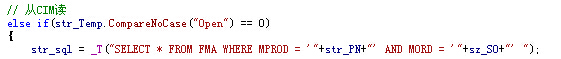 // 从CIM读
else if(str_Temp.CompareNoCase("Open") == 0)
{
str_sql = _T("SELECT * FROM FMA WHERE MPROD = '"+str_PN+"' AND MORD = '"+sz_SO+"' ");